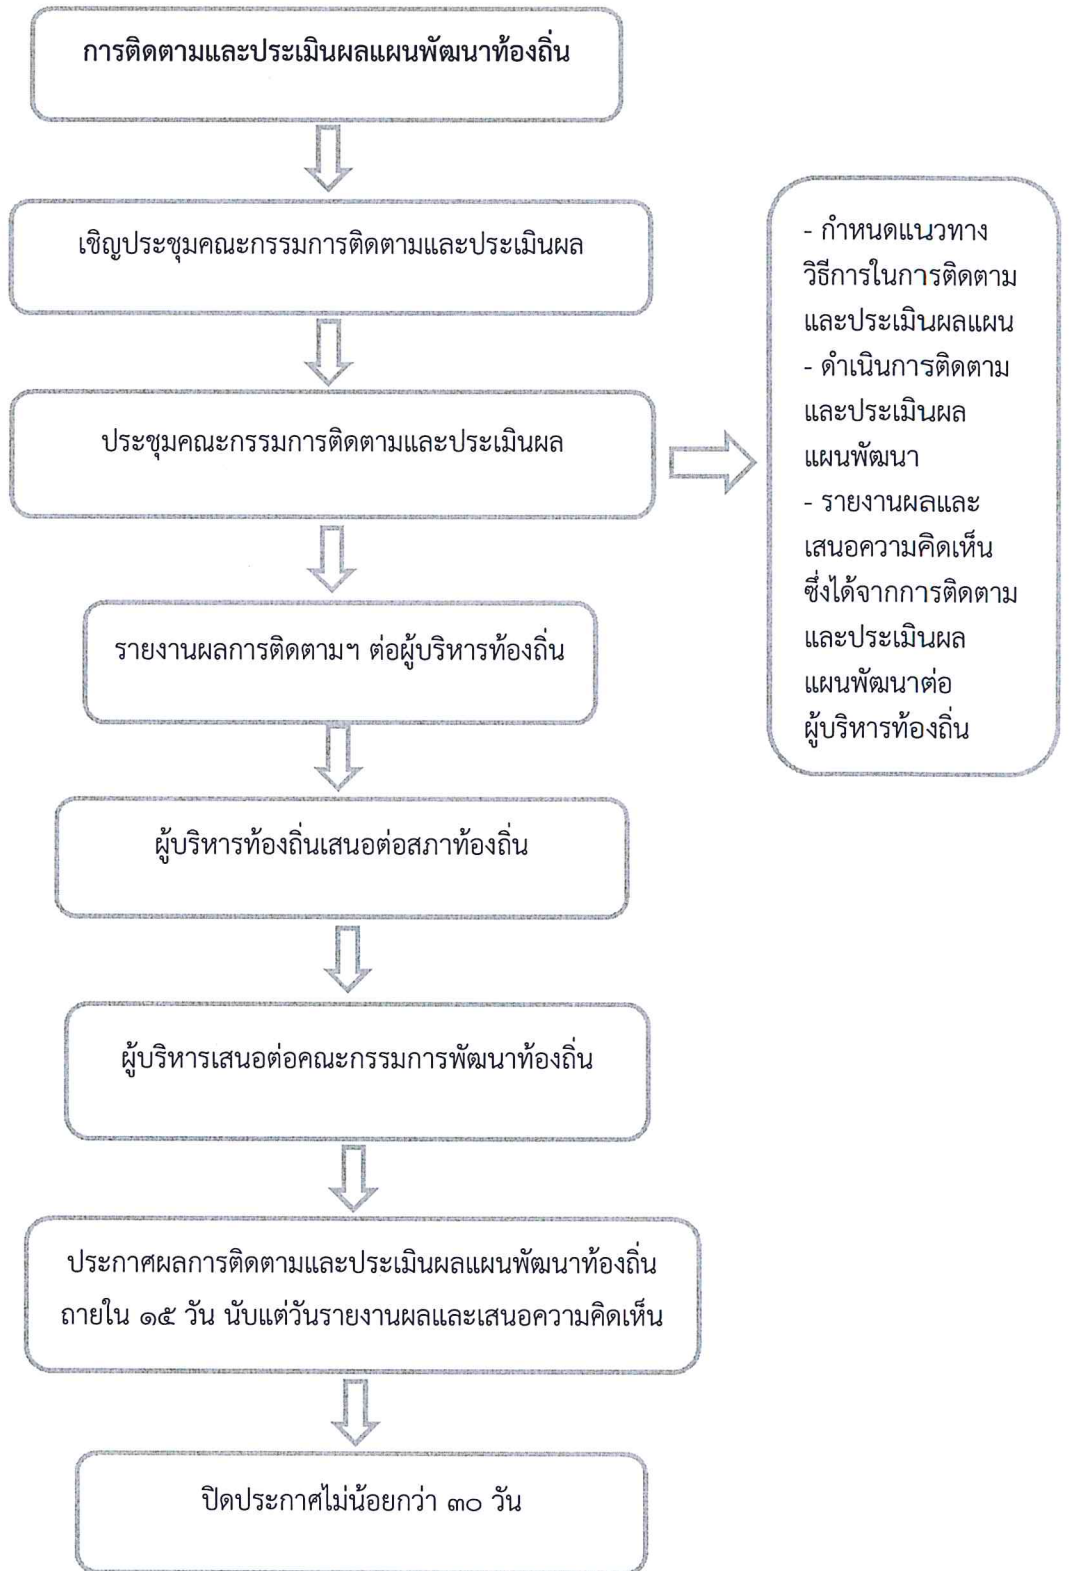 การติดตามและประเมินผลแผนพัฒนาท้องถิ่น
เชิญประชุมคณะกรรมการติดตามและประเมินผล
ประชุมคณะกรรมการติดตามและประเมินผล
- กำหนดแนวทาง
วิธีการในการติดตาม
และประเมินผลแผน
- ดำเนินการติดตาม
และประเมินผล
แผนพัฒนา
- รายงานผลและ
เสนอความคิดเห็น
ซึ่งได้จากการติดตาม
และประเมินผล
แผนพัฒนาต่อ
ผู้บริหารท้องถิ่น
รายงานผลการติดตามฯ ต่อผู้บริหารท้องถิ่น
ผู้บริหารท้องถิ่นเสนอต่อสภาท้องถิ่น
ผู้บริหารเสนอต่อคณะกรรมการพัฒนาท้องถิ่น
ประกาศผลการติดตามและประเมินผลแผนพัฒนาท้องถิ่น
ภายใน ๑๕ วัน นับแต่วันรายงานผลและเสนอความคิดเห็น
ปิดประกาศไม่น้อยกว่า ๓๐ วัน